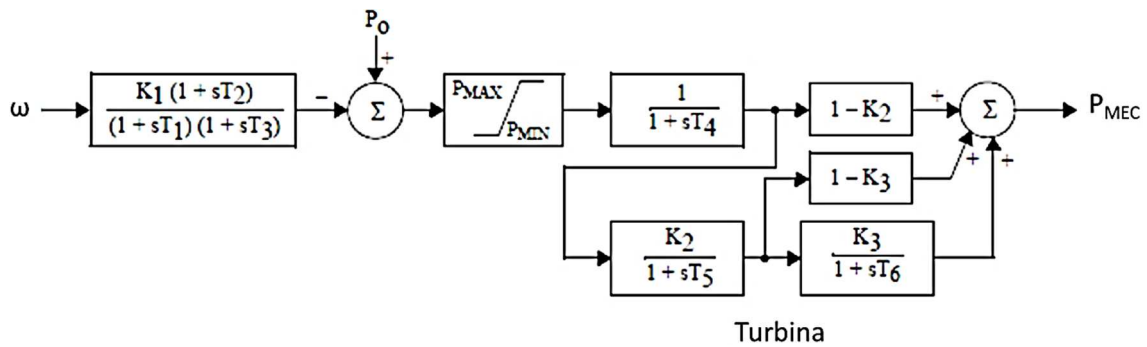 P₀
+
ω
K₁ (1 + sT₂)
(1 + sT₁) (1 + sT₃)
−
Σ
P_MAX
P_MIN
1
1 + sT₄
1 − K₂
+
Σ
P_MEC
+
+
1 − K₃
K₂
1 + sT₅
K₃
1 + sT₆
Turbina